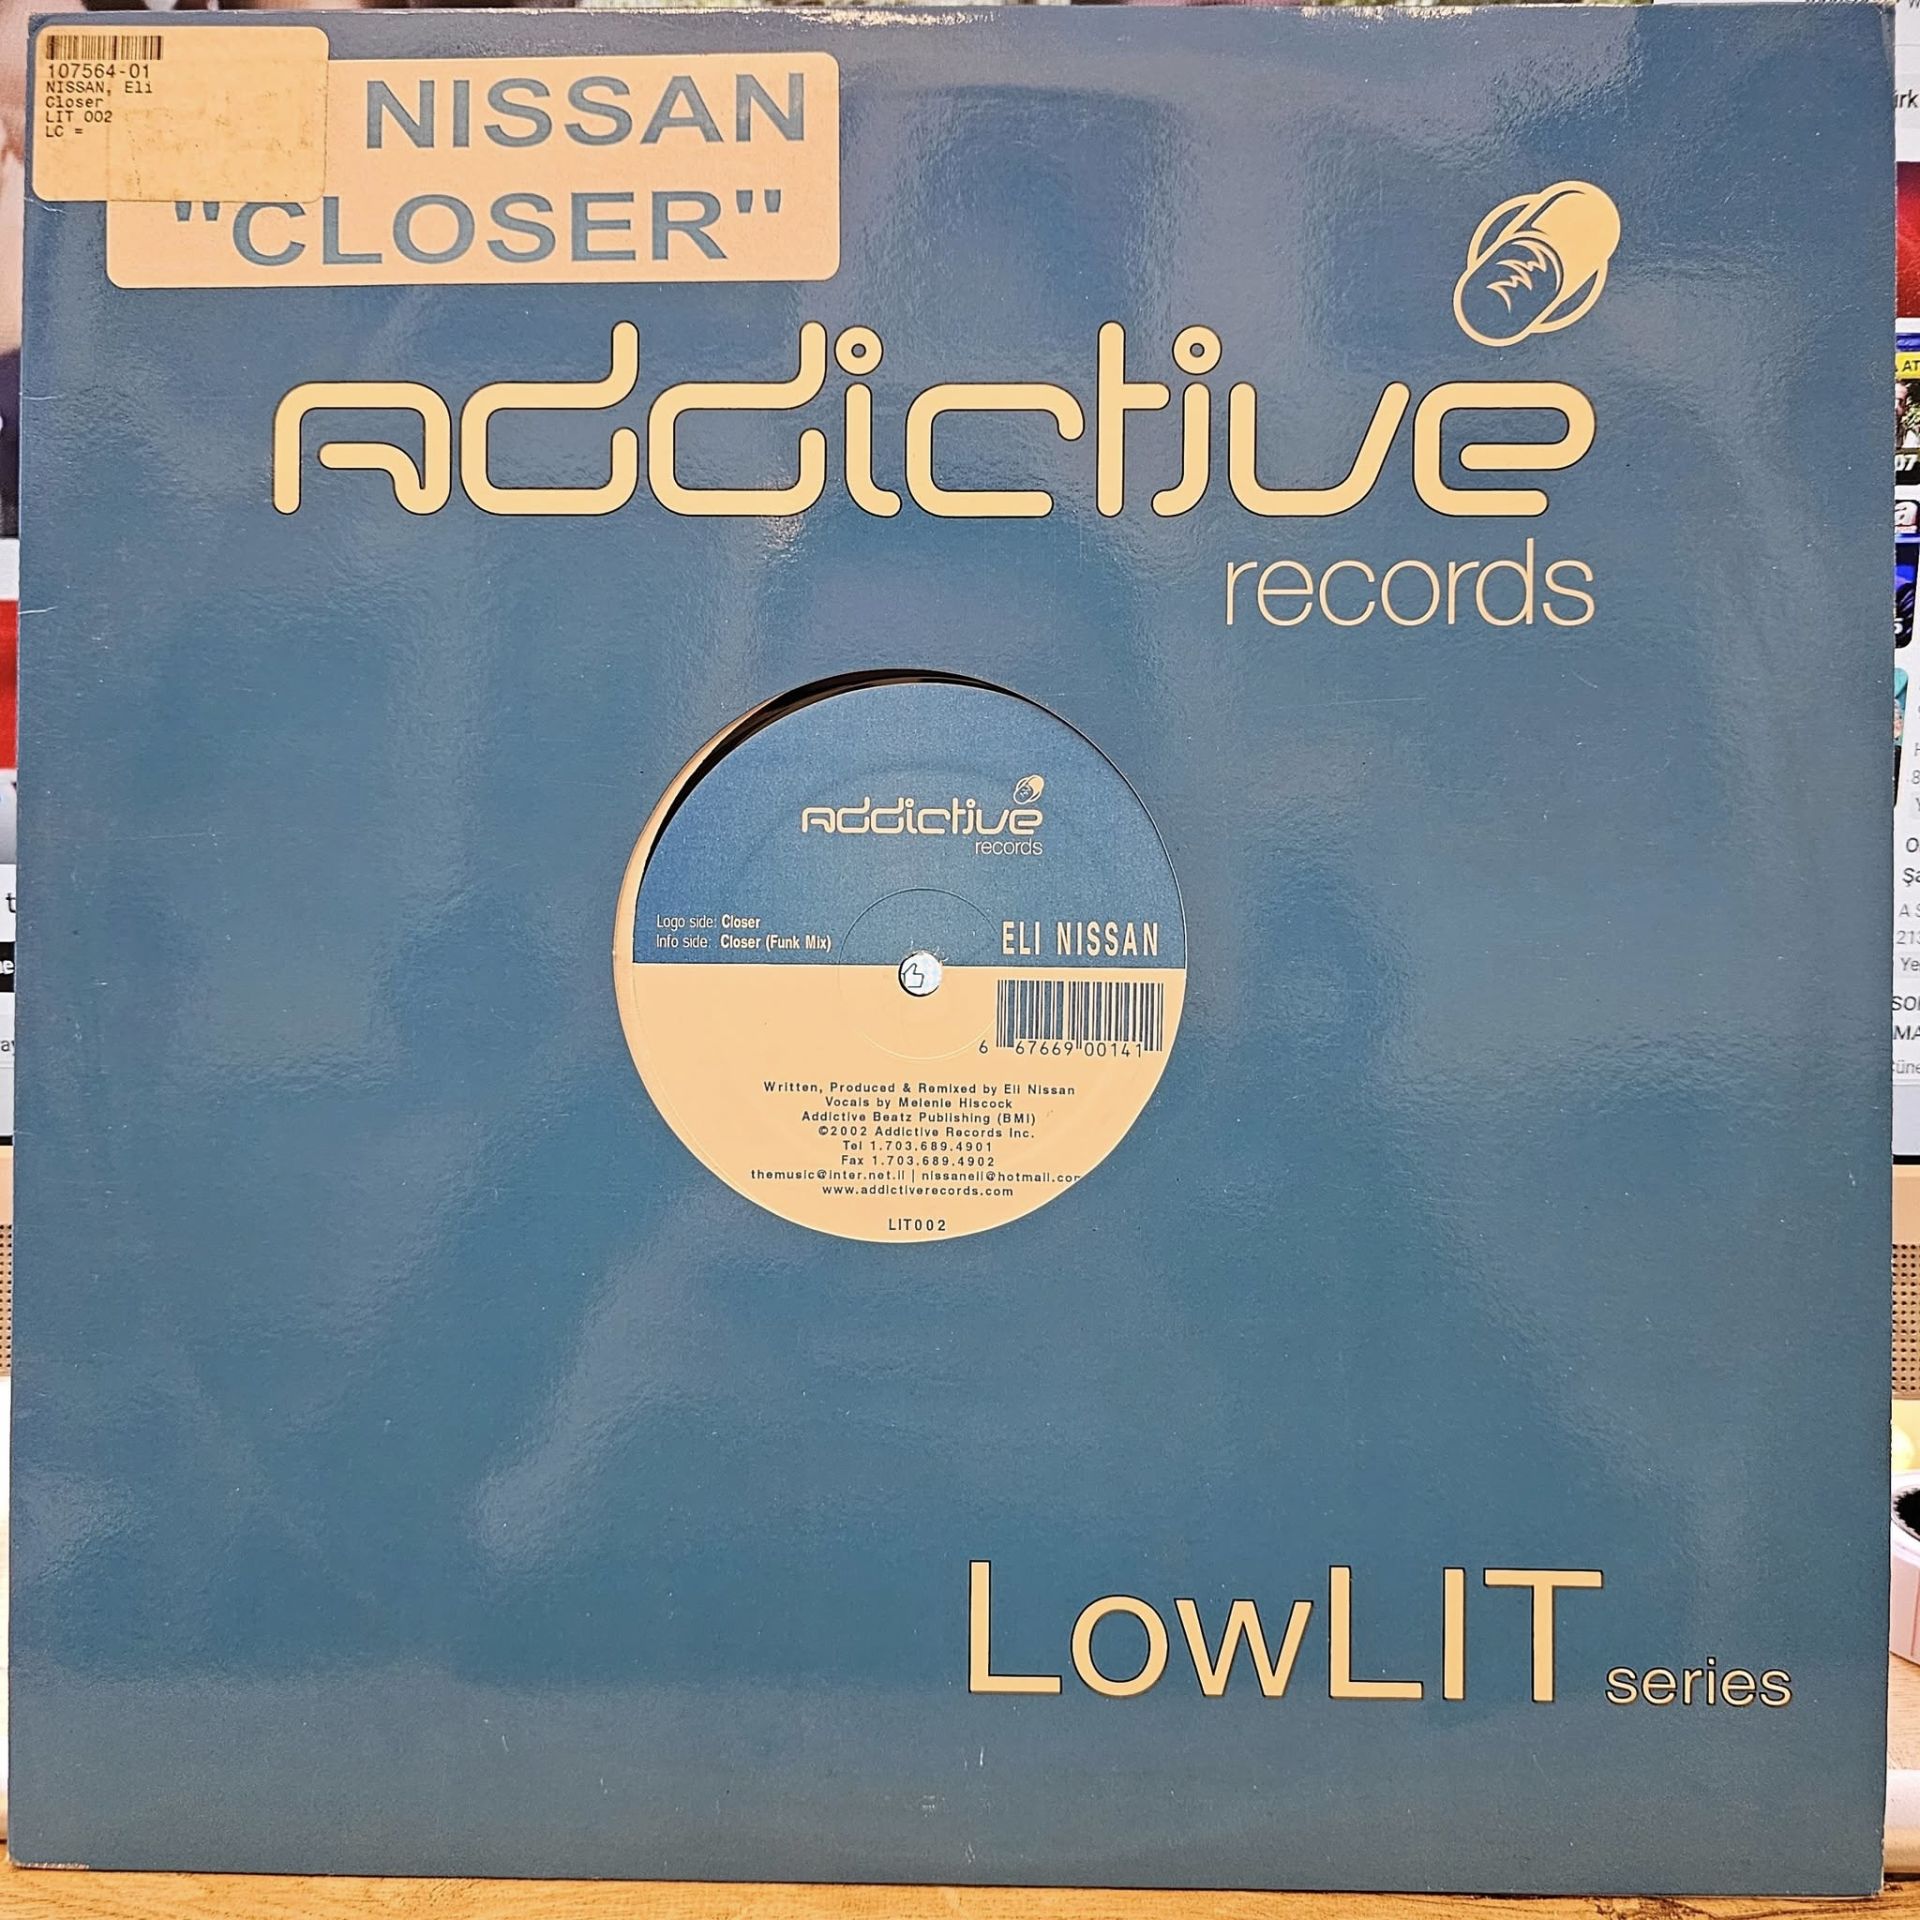 107564-01
NISSAN, Eli
Closer
LIT 002
LC =
NISSAN
"CLOSER"
addictive
records
addictive
records
Logo side: Closer
Info side: Closer (Funk Mix)
ELI NISSAN
6 67669 00141
Written, Produced & Remixed by Eli Nissan
Vocals by Melenie Hiscock
Addictive Beatz Publishing (BMI)
©2002 Addictive Records Inc.
Tel 1.703.689.4901
Fax 1.703.689.4902
themusic@inter.net.il | nissaneli@hotmail.com
www.addictiverecords.com
LIT002
LowLIT series